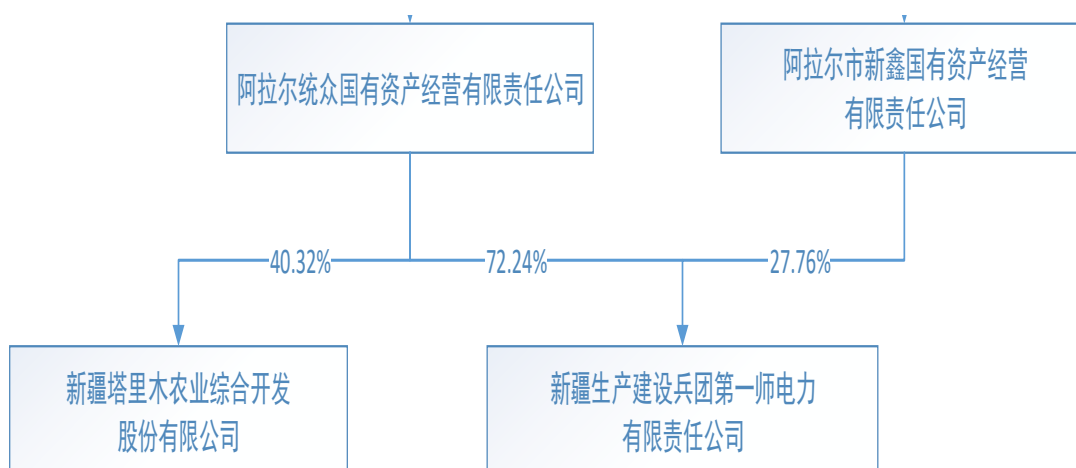 阿拉尔统众国有资产经营有限责任公司
阿拉尔市新鑫国有资产经营
有限责任公司
40.32%
72.24%
27.76%
新疆塔里木农业综合开发
股份有限公司
新疆生产建设兵团第一师电力
有限责任公司